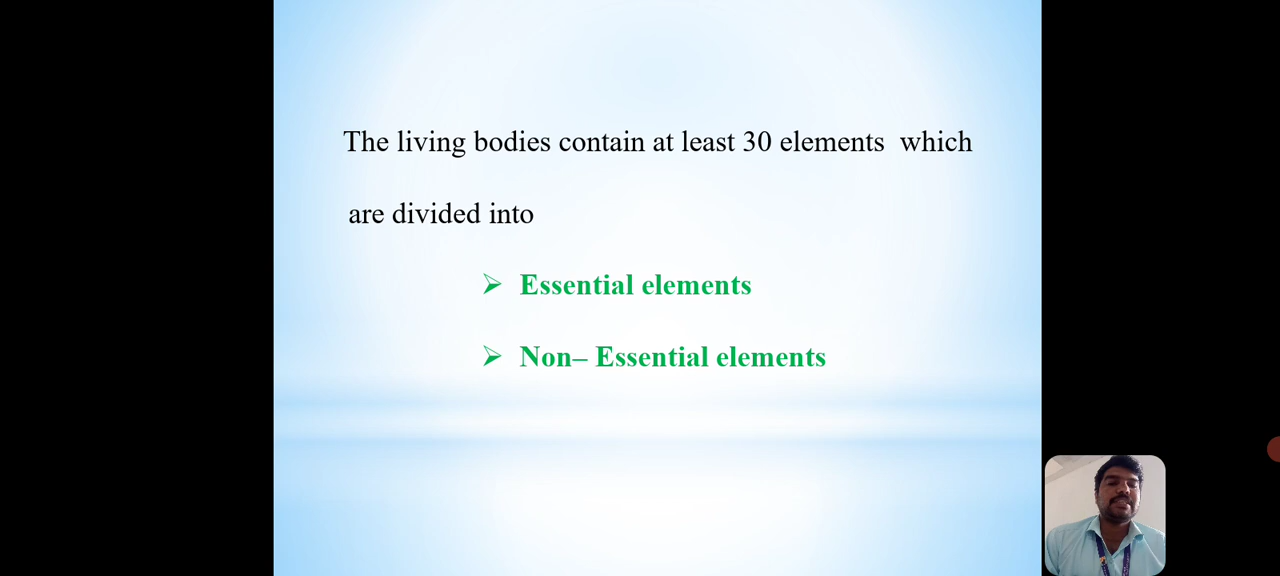 The living bodies contain at least 30 elements which
are divided into
➢ Essential elements
➢ Non– Essential elements